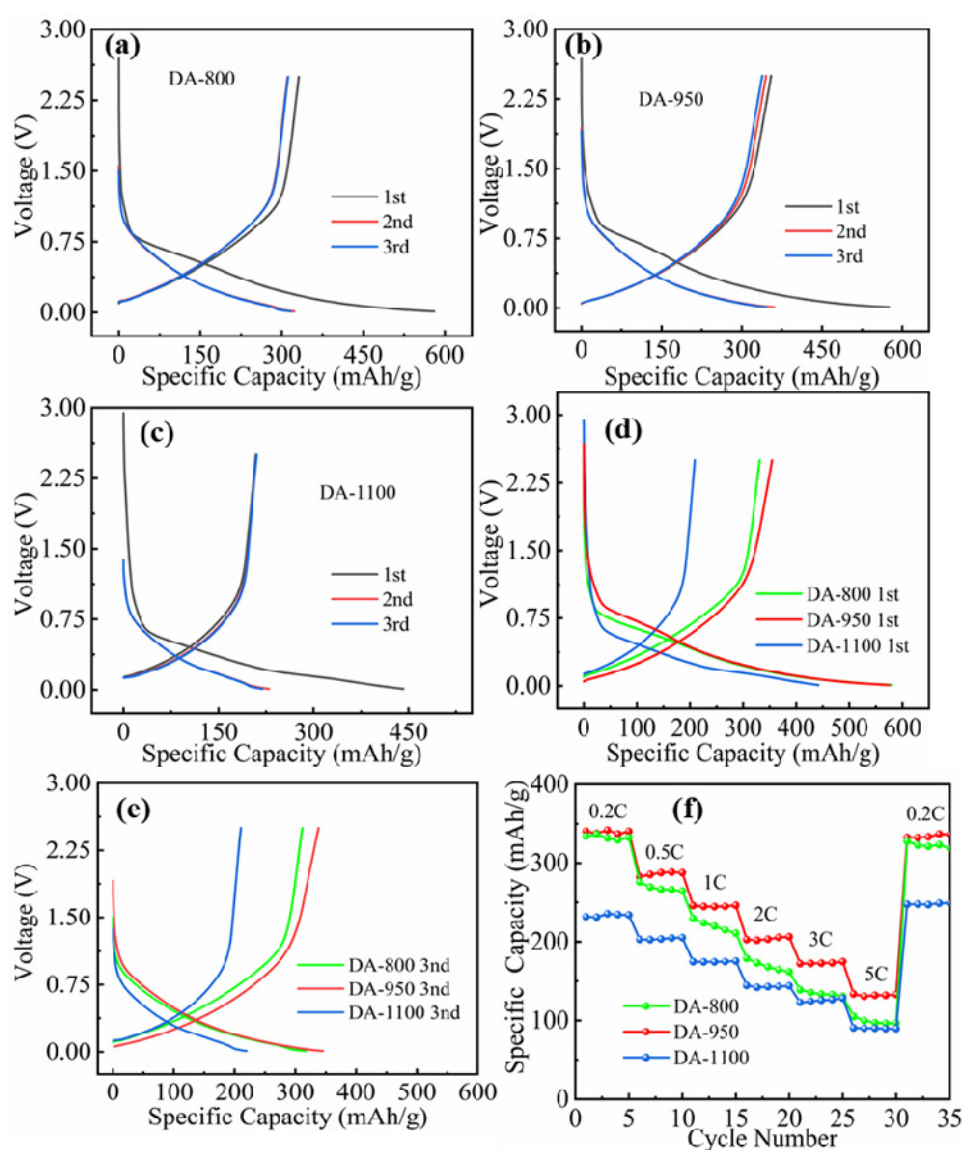 (a)
DA-800
3.00
2.25
1.50
0.75
0.00
Voltage (V)
1st
2nd
3rd
0 150 300 450 600
Specific Capacity (mAh/g)
(b)
DA-950
3.00
2.25
1.50
0.75
0.00
Voltage (V)
1st
2nd
3rd
0 150 300 450 600
Specific Capacity (mAh/g)
(c)
DA-1100
3.00
2.25
1.50
0.75
0.00
Voltage (V)
1st
2nd
3rd
0 150 300 450
Specific Capacity (mAh/g)
(d)
3.00
2.25
1.50
0.75
0.00
Voltage (V)
DA-800 1st
DA-950 1st
DA-1100 1st
0 100 200 300 400 500 600
Specific Capacity (mAh/g)
(e)
3.00
2.25
1.50
0.75
0.00
Voltage (V)
DA-800 3nd
DA-950 3nd
DA-1100 3nd
0 100 200 300 400 500 600
Specific Capacity (mAh/g)
(f)
400
300
200
100
0
Specific Capacity (mAh/g)
0.2C
0.5C
1C
2C
3C
5C
0.2C
DA-800
DA-950
DA-1100
0 5 10 15 20 25 30 35
Cycle Number